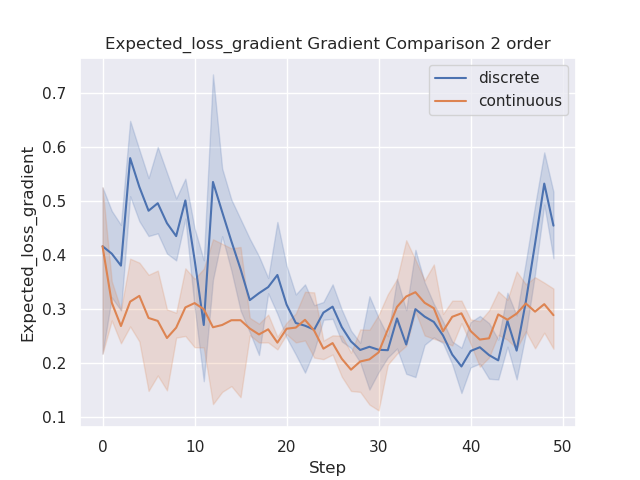 Expected_loss_gradient Gradient Comparison 2 order
discrete
continuous
Expected_loss_gradient
0.7
0.6
0.5
0.4
0.3
0.2
0.1
0 10 20 30 40 50
Step